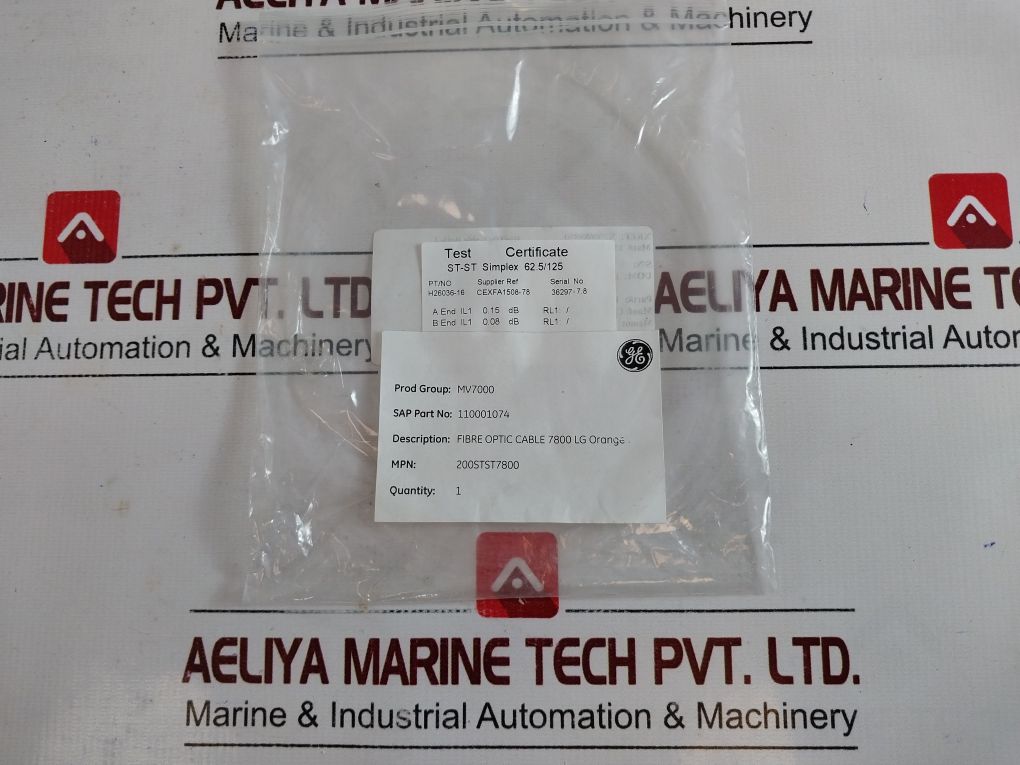 Marine & Industrial Automation & Machinery
Test Certificate
ST-ST Simplex 62.5/125
PT/NO Supplier Ref Serial No
H26036-16 CEXFA1508-78 36297-7.8
A End IL1 0.15 dB RL1 /
B End IL1 0.08 dB RL1 /
GE
Prod Group: MV7000
SAP Part No: 110001074
Description: FIBRE OPTIC CABLE 7800 LG Orange
MPN: 200STST7800
Quantity: 1
RINE TECH PVT. LTD
ial Automation & Machinery
AELIYA MARINE
Marine & Industrial Autom
AELIYA MARINE TECH PVT. LTD.
Marine & Industrial Automation & Machinery